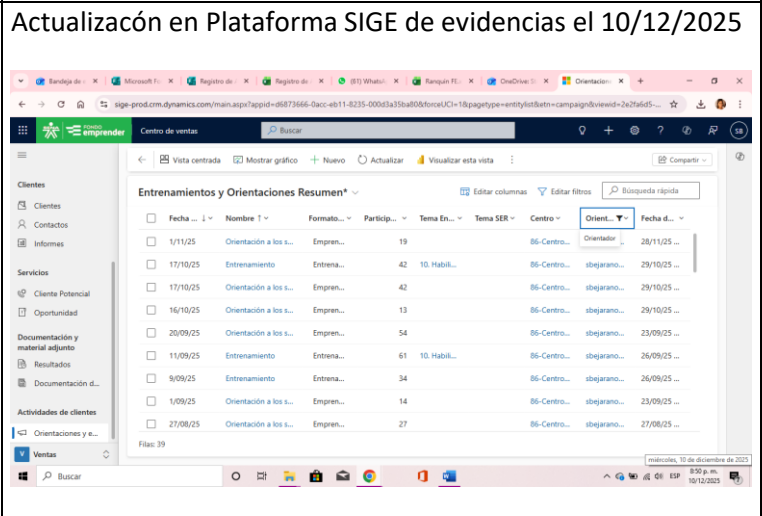 Actualizacón en Plataforma SIGE de evidencias el 10/12/2025
Bandeja de Microsoft Fo Registro de Registro de (81) WhatsA Ranquin FE OneDrive: Orientacion
sige-prod.crm.dynamics.com/main.aspx?appid=d6873666-0acc-eb11-8235-000d3a35ba80&forceUCI=1&pagetype=entitylist&etn=campaign&viewid=2e2fa6d5-...
FONDO emprender Centro de ventas Buscar SB
Vista centrada Mostrar gráfico Nuevo Actualizar Visualizar esta vista Compartir
Clientes
Clientes
Contactos
Informes
Servicios
Cliente Potencial
Oportunidad
Documentación y
material adjunto
Resultados
Documentación d...
Actividades de clientes
Orientaciones y e...
V Ventas
Entrenamientos y Orientaciones Resumen* Editar columnas Editar filtros Búsqueda rápida
Fecha ... Nombre Formato... Particip... Tema En... Tema SER Centro Orient... Fecha d...
Orientador
1/11/25 Orientación a los s... Empren... 19 86-Centro... 28/11/25 ...
17/10/25 Entrenamiento Entrena... 42 10. Habili... 86-Centro... sbejarano... 29/10/25 ...
17/10/25 Orientación a los s... Empren... 42 86-Centro... sbejarano... 29/10/25 ...
16/10/25 Orientación a los s... Empren... 13 86-Centro... sbejarano... 29/10/25 ...
20/09/25 Orientación a los s... Empren... 54 86-Centro... sbejarano... 23/09/25 ...
11/09/25 Entrenamiento Entrena... 61 10. Habili... 86-Centro... sbejarano... 26/09/25 ...
9/09/25 Entrenamiento Entrena... 34 86-Centro... sbejarano... 26/09/25 ...
1/09/25 Orientación a los s... Empren... 14 86-Centro... sbejarano... 23/09/25 ...
27/08/25 Orientación a los s... Empren... 27 86-Centro... sbejarano... 27/08/25 ...
Filas: 39
miércoles, 10 de diciembre de 2025
Buscar ESP 8:50 p. m.
10/12/2025